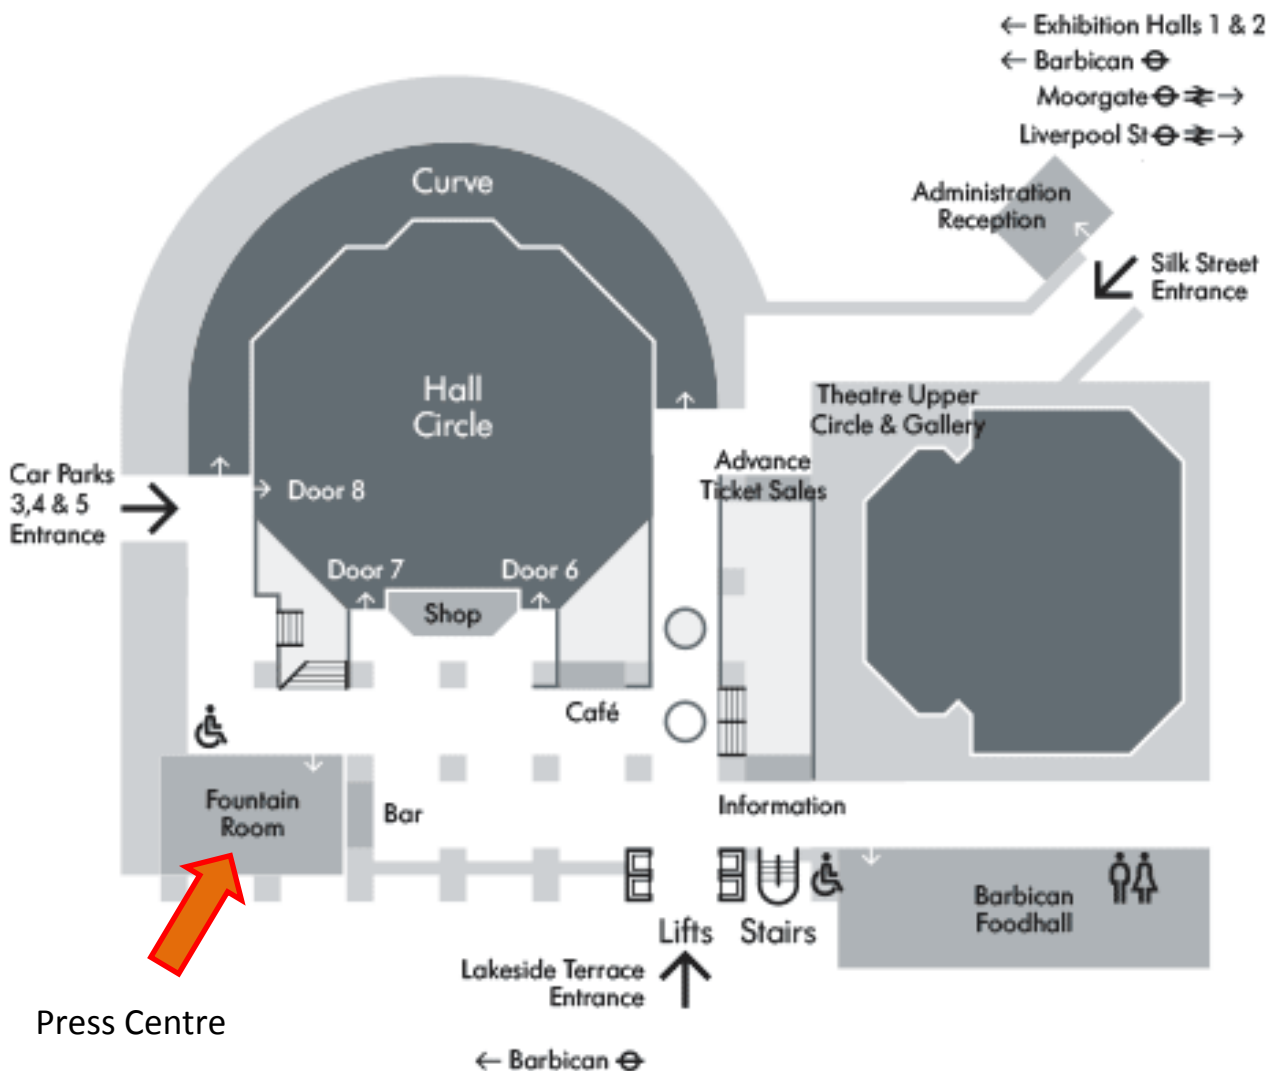 ← Exhibition Halls 1 & 2
← Barbican
Moorgate →
Liverpool St →
Administration
Reception
Silk Street
Entrance
Curve
Hall
Circle
Theatre Upper
Circle & Gallery
Advance
Ticket Sales
Car Parks
3,4 & 5
Entrance
Door 8
Door 7
Door 6
Shop
Café
Fountain
Room
Bar
Information
Barbican
Foodhall
Lifts
Stairs
Lakeside Terrace
Entrance
Press Centre
← Barbican